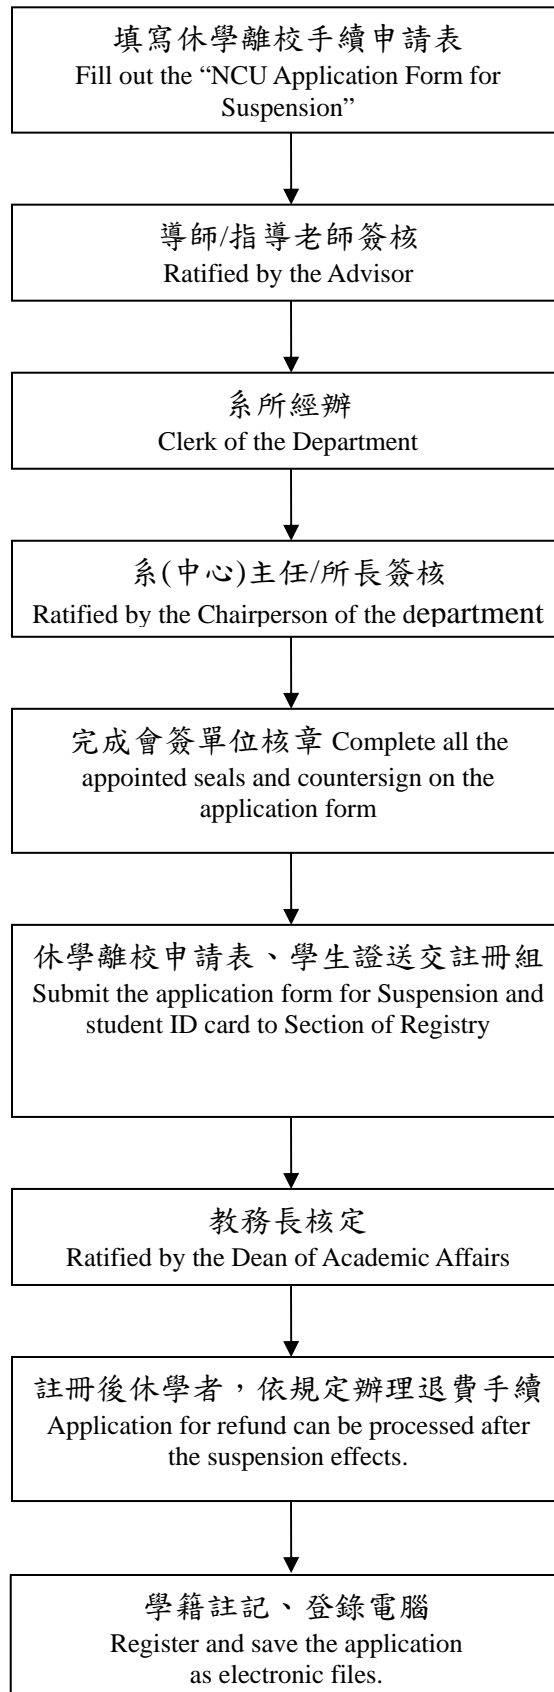 填寫休學離校手續申請表
Fill out the “NCU Application Form for
Suspension”
導師/指導老師簽核
Ratified by the Advisor
系所經辦
Clerk of the Department
系(中心)主任/所長簽核
Ratified by the Chairperson of the department
完成會簽單位核章 Complete all the
appointed seals and countersign on the
application form
休學離校申請表、學生證送交註冊組
Submit the application form for Suspension and
student ID card to Section of Registry
教務長核定
Ratified by the Dean of Academic Affairs
註冊後休學者，依規定辦理退費手續
Application for refund can be processed after
the suspension effects.
學籍註記、登錄電腦
Register and save the application
as electronic files.